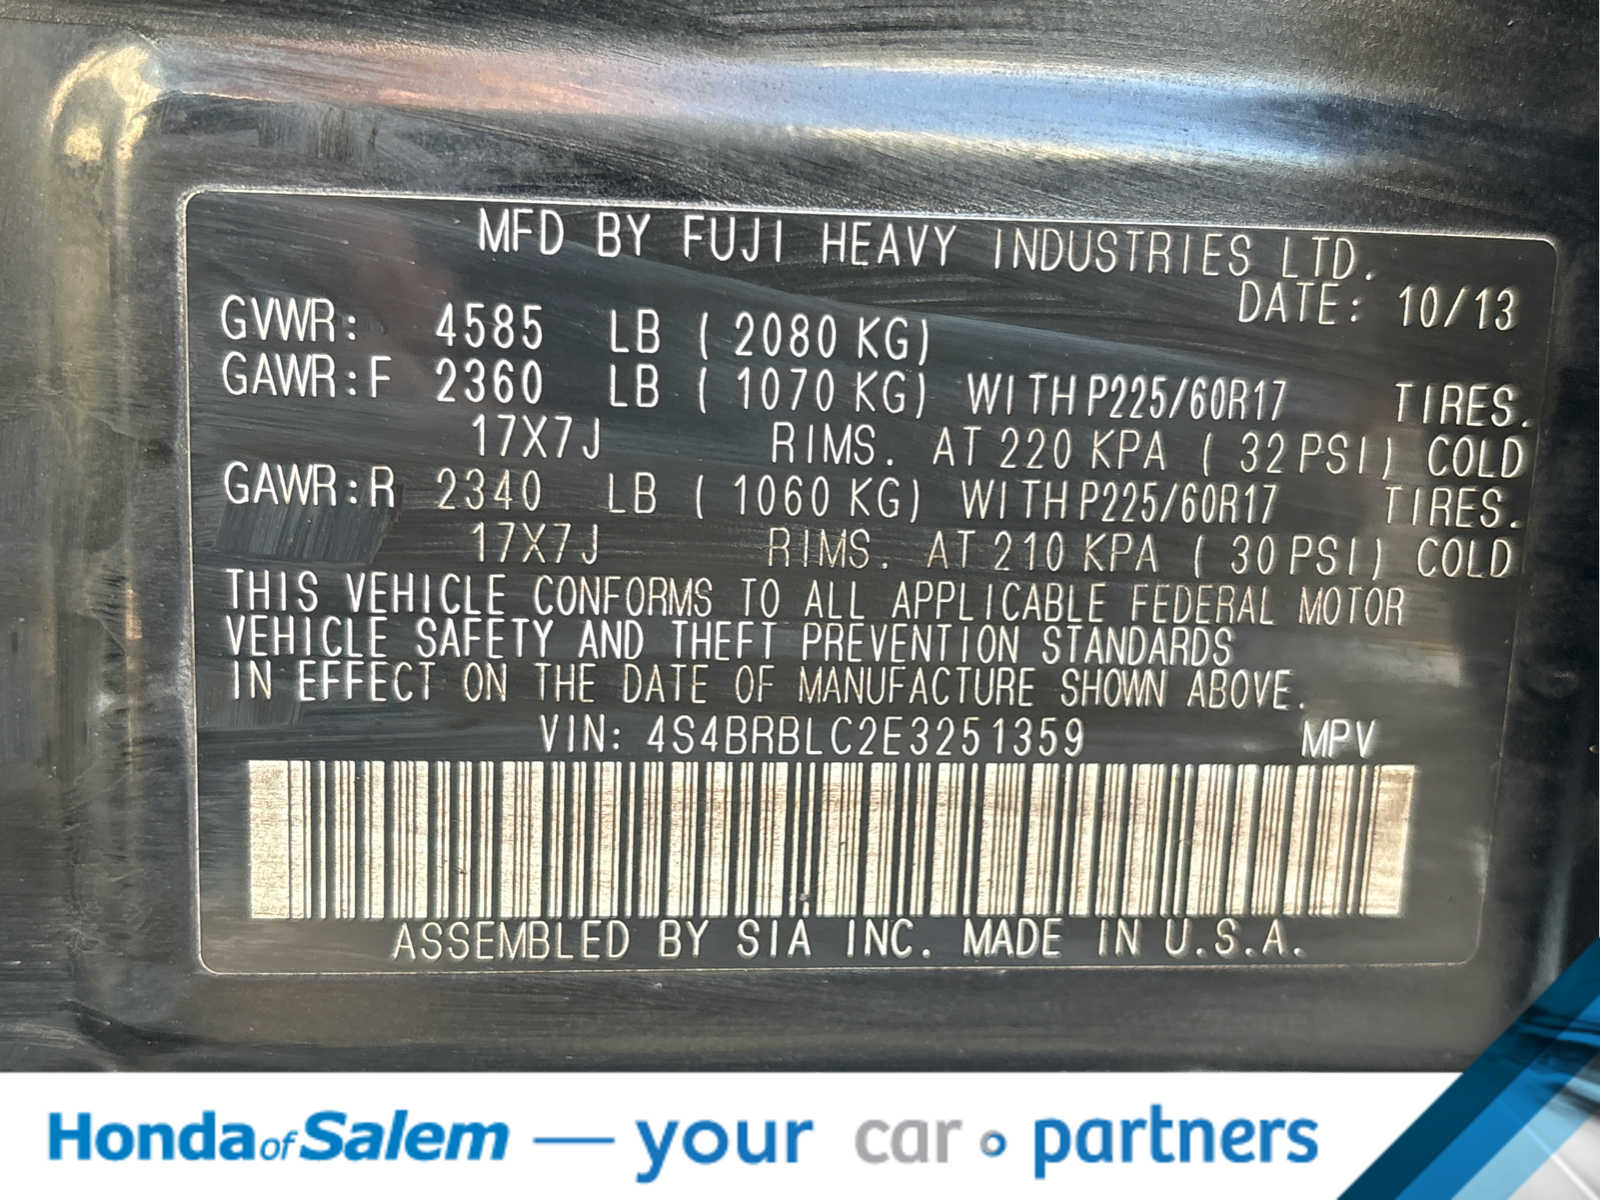 MFD BY FUJI HEAVY INDUSTRIES LTD.
DATE: 10/13
GVWR: 4585 LB ( 2080 KG)
GAWR:F 2360 LB ( 1070 KG) WITH P225/60R17 TIRES.
17X7J RIMS. AT 220 KPA ( 32 PSI) COLD
GAWR:R 2340 LB ( 1060 KG) WITH P225/60R17 TIRES.
17X7J RIMS. AT 210 KPA ( 30 PSI) COLD
THIS VEHICLE CONFORMS TO ALL APPLICABLE FEDERAL MOTOR
VEHICLE SAFETY AND THEFT PREVENTION STANDARDS
IN EFFECT ON THE DATE OF MANUFACTURE SHOWN ABOVE.
VIN: 4S4BRBLC2E3251359 MPV
ASSEMBLED BY SIA INC. MADE IN U.S.A.
Honda of Salem — your car partners